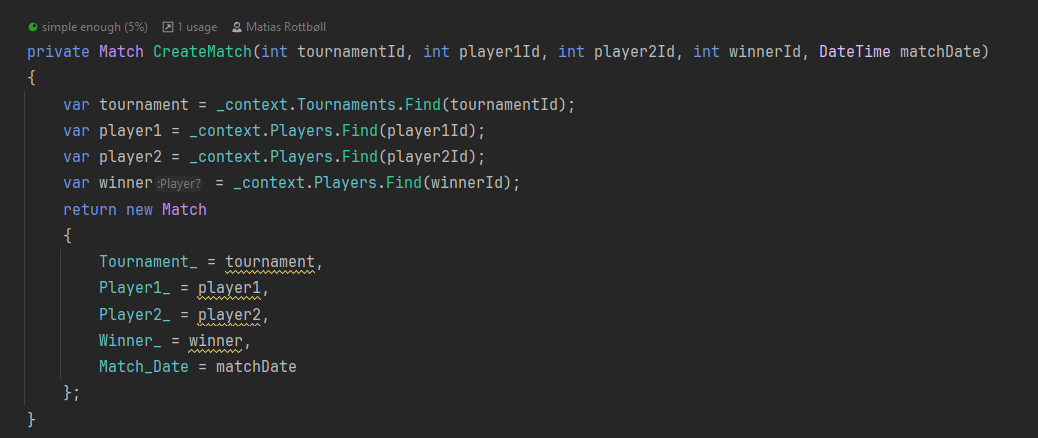 simple enough (5%) 1 usage Matias Rottbøll
private Match CreateMatch(int tournamentId, int player1Id, int player2Id, int winnerId, DateTime matchDate)
{
var tournament = _context.Tournaments.Find(tournamentId);
var player1 = _context.Players.Find(player1Id);
var player2 = _context.Players.Find(player2Id);
var winner :Player? = _context.Players.Find(winnerId);
return new Match
{
Tournament_ = tournament,
Player1_ = player1,
Player2_ = player2,
Winner_ = winner,
Match_Date = matchDate
};
}